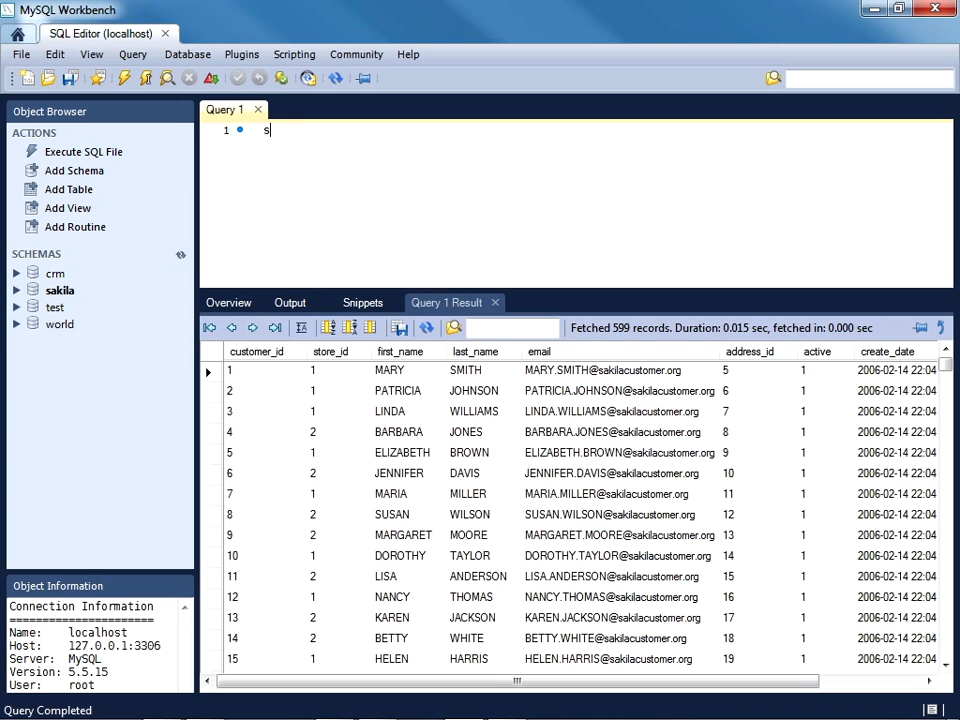 MySQL Workbench
SQL Editor (localhost)
File Edit View Query Database Plugins Scripting Community Help
Object Browser
ACTIONS
Execute SQL File
Add Schema
Add Table
Add View
Add Routine
SCHEMAS
crm
sakila
test
world
Object Information
Connection Information
======================
Name: localhost
Host: 127.0.0.1:3306
Server: MySQL
Version: 5.5.15
User: root
Query 1
1 s
Overview Output Snippets Query 1 Result
Fetched 599 records. Duration: 0.015 sec, fetched in: 0.000 sec
customer_id store_id first_name last_name email address_id active create_date
1 1 MARY SMITH MARY.SMITH@sakilacustomer.org 5 1 2006-02-14 22:04
2 1 PATRICIA JOHNSON PATRICIA.JOHNSON@sakilacustomer.org 6 1 2006-02-14 22:04
3 1 LINDA WILLIAMS LINDA.WILLIAMS@sakilacustomer.org 7 1 2006-02-14 22:04
4 2 BARBARA JONES BARBARA.JONES@sakilacustomer.org 8 1 2006-02-14 22:04
5 1 ELIZABETH BROWN ELIZABETH.BROWN@sakilacustomer.org 9 1 2006-02-14 22:04
6 2 JENNIFER DAVIS JENNIFER.DAVIS@sakilacustomer.org 10 1 2006-02-14 22:04
7 1 MARIA MILLER MARIA.MILLER@sakilacustomer.org 11 1 2006-02-14 22:04
8 2 SUSAN WILSON SUSAN.WILSON@sakilacustomer.org 12 1 2006-02-14 22:04
9 2 MARGARET MOORE MARGARET.MOORE@sakilacustomer.org 13 1 2006-02-14 22:04
10 1 DOROTHY TAYLOR DOROTHY.TAYLOR@sakilacustomer.org 14 1 2006-02-14 22:04
11 2 LISA ANDERSON LISA.ANDERSON@sakilacustomer.org 15 1 2006-02-14 22:04
12 1 NANCY THOMAS NANCY.THOMAS@sakilacustomer.org 16 1 2006-02-14 22:04
13 2 KAREN JACKSON KAREN.JACKSON@sakilacustomer.org 17 1 2006-02-14 22:04
14 2 BETTY WHITE BETTY.WHITE@sakilacustomer.org 18 1 2006-02-14 22:04
15 1 HELEN HARRIS HELEN.HARRIS@sakilacustomer.org 19 1 2006-02-14 22:04
Query Completed